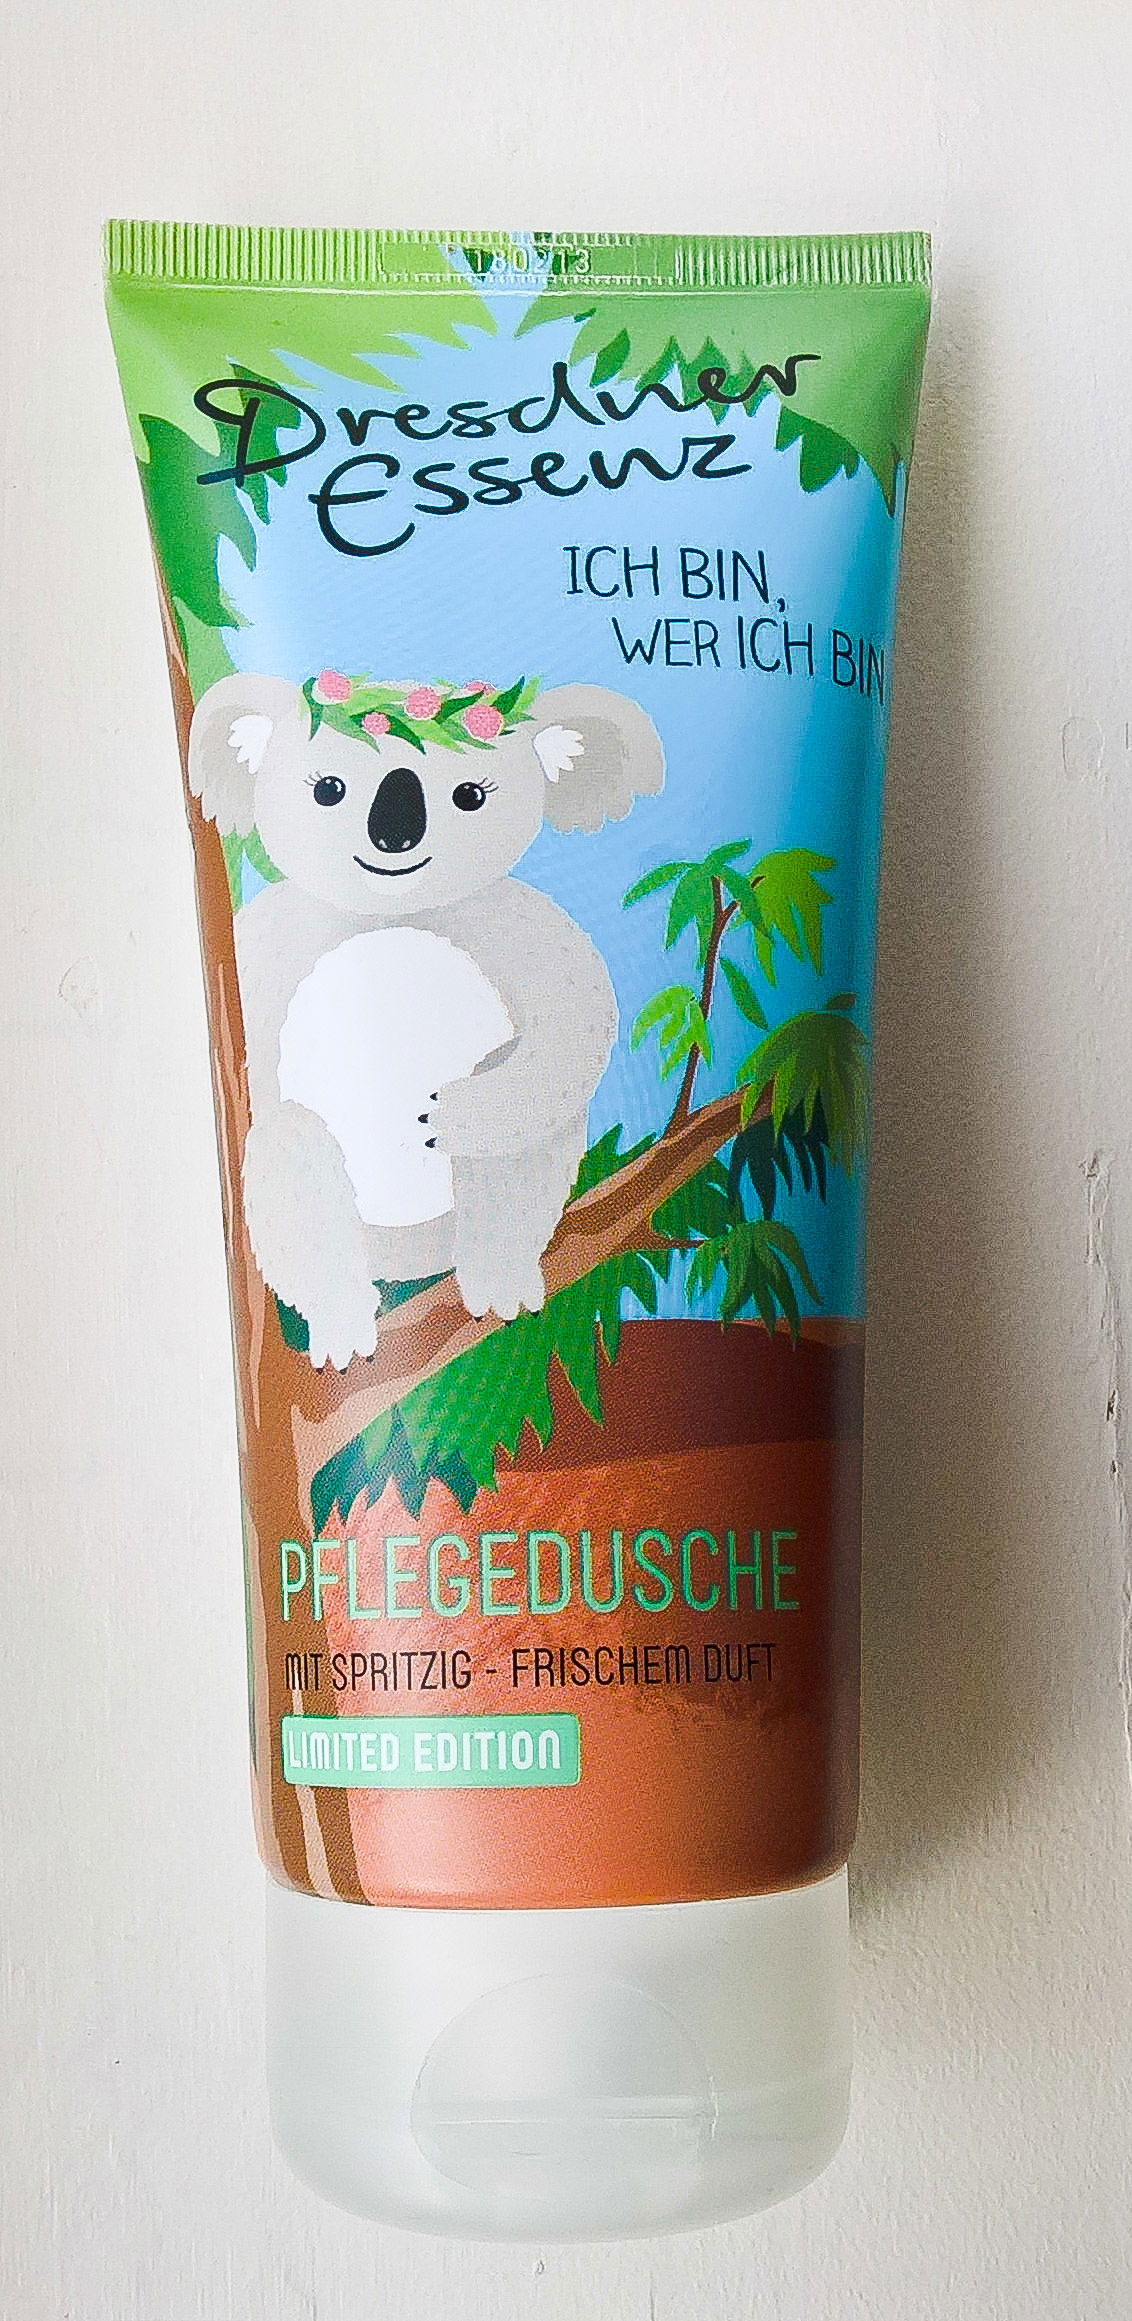 180213
Dresdner
Essenz
ICH BIN,
WER ICH BIN
PFLEGEDUSCHE
MIT SPRITZIG - FRISCHEM DUFT
LIMITED EDITION